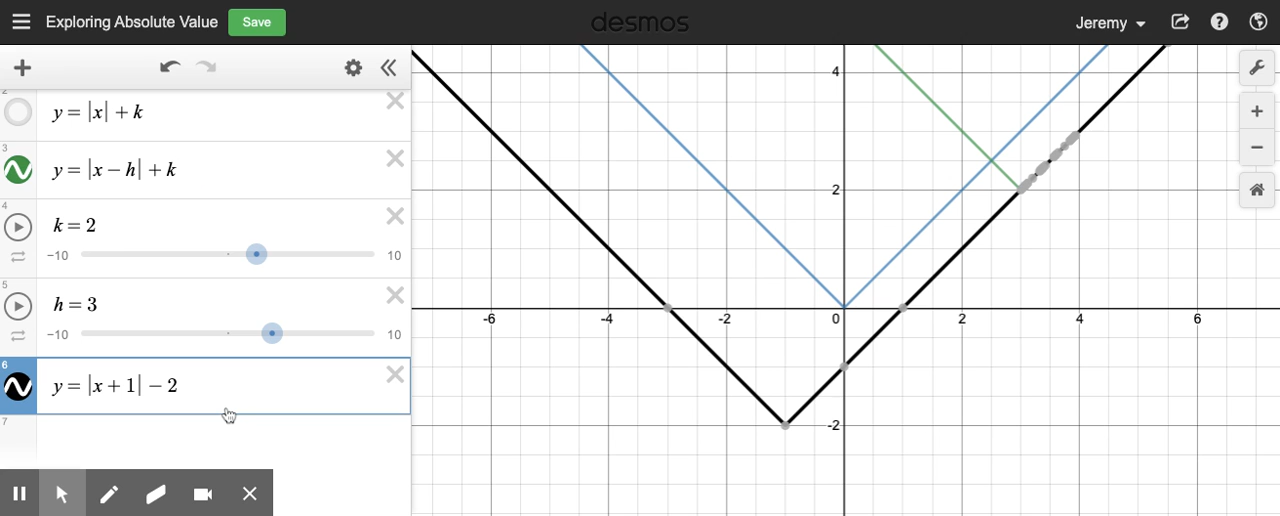 Exploring Absolute Value Save desmos Jeremy
2
y = |x| + k
3
y = |x − h| + k
4
k = 2
−10 10
5
h = 3
−10 10
6
y = |x + 1| − 2
7
4
2
-6 -4 -2 0 2 4 6
-2